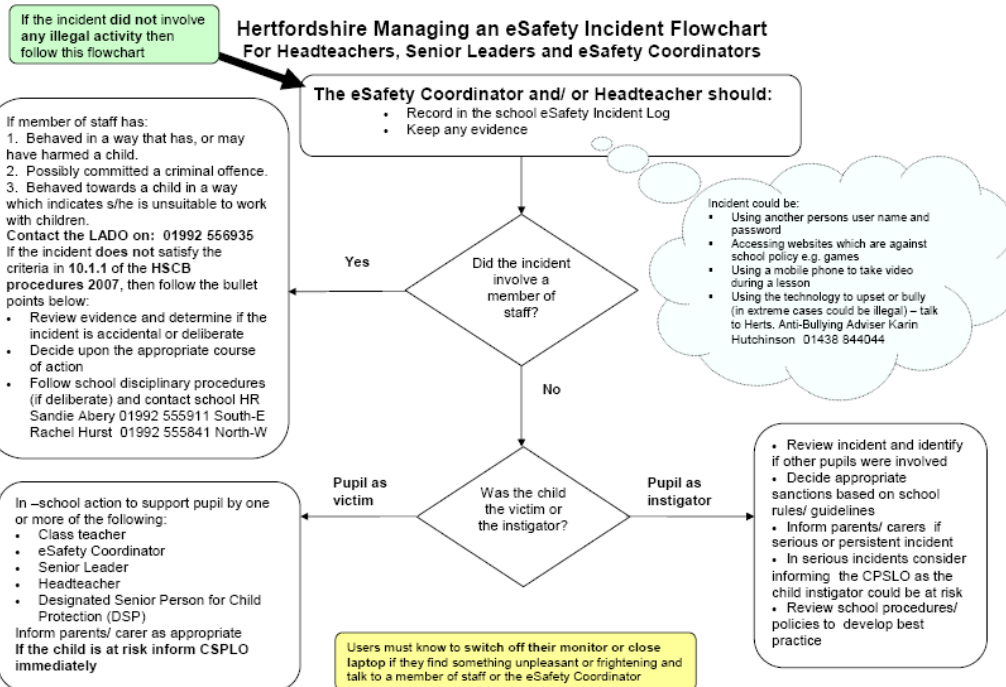 If the incident did not involve
any illegal activity then
follow this flowchart
Hertfordshire Managing an eSafety Incident Flowchart
For Headteachers, Senior Leaders and eSafety Coordinators
The eSafety Coordinator and/ or Headteacher should:
• Record in the school eSafety Incident Log
• Keep any evidence
If member of staff has:
1. Behaved in a way that has, or may
have harmed a child.
2. Possibly committed a criminal offence.
3. Behaved towards a child in a way
which indicates s/he is unsuitable to work
with children.
Contact the LADO on: 01992 556935
If the incident does not satisfy the
criteria in 10.1.1 of the HSCB
procedures 2007, then follow the bullet
points below:
• Review evidence and determine if the
incident is accidental or deliberate
• Decide upon the appropriate course
of action
• Follow school disciplinary procedures
(if deliberate) and contact school HR
Sandie Abery 01992 555911 South-E
Rachel Hurst 01992 555841 North-W
Yes
Did the incident
involve a
member of
staff?
Incident could be:
▪ Using another persons user name and
password
▪ Accessing websites which are against
school policy e.g. games
▪ Using a mobile phone to take video
during a lesson
▪ Using the technology to upset or bully
(in extreme cases could be illegal) – talk
to Herts. Anti-Bullying Adviser Karin
Hutchinson 01438 844044
No
In –school action to support pupil by one
or more of the following:
• Class teacher
• eSafety Coordinator
• Senior Leader
• Headteacher
• Designated Senior Person for Child
Protection (DSP)
Inform parents/ carer as appropriate
If the child is at risk inform CSPLO
immediately
Pupil as
victim
Was the child
the victim or
the instigator?
Pupil as
instigator
• Review incident and identify
if other pupils were involved
• Decide appropriate
sanctions based on school
rules/ guidelines
• Inform parents/ carers if
serious or persistent incident
• In serious incidents consider
informing the CPSLO as the
child instigator could be at risk
• Review school procedures/
policies to develop best
practice
Users must know to switch off their monitor or close
laptop if they find something unpleasant or frightening and
talk to a member of staff or the eSafety Coordinator